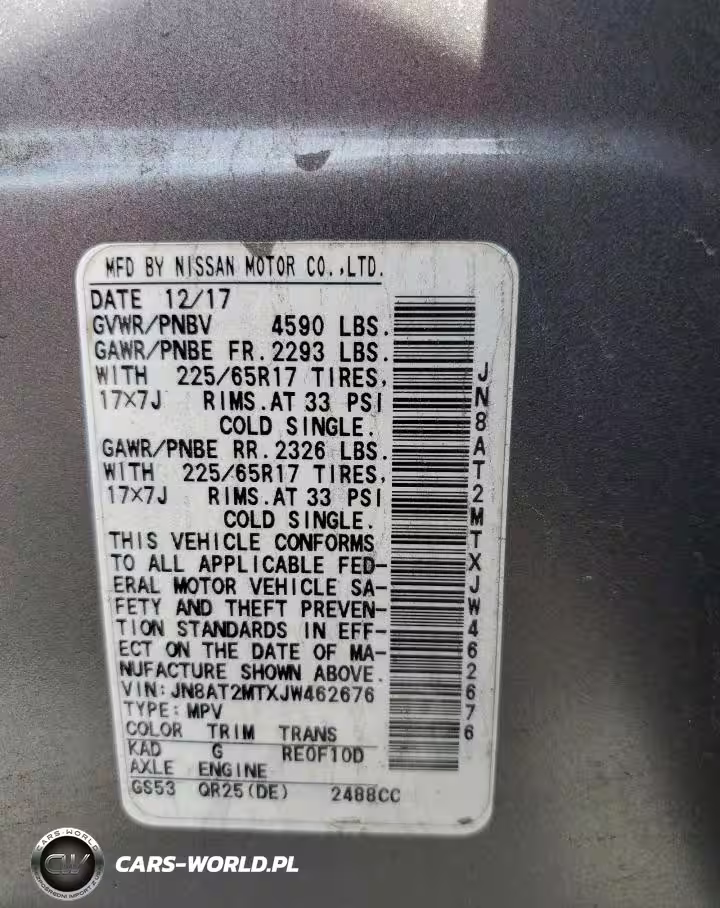 MFD BY NISSAN MOTOR CO.,LTD.
DATE 12/17
GVWR/PNBV 4590 LBS.
GAWR/PNBE FR. 2293 LBS.
WITH 225/65R17 TIRES,
17×7J RIMS.AT 33 PSI
COLD SINGLE.
GAWR/PNBE RR. 2326 LBS.
WITH 225/65R17 TIRES,
17×7J RIMS.AT 33 PSI
COLD SINGLE.
THIS VEHICLE CONFORMS
TO ALL APPLICABLE FED-
ERAL MOTOR VEHICLE SA-
FETY AND THEFT PREVEN-
TION STANDARDS IN EFF-
ECT ON THE DATE OF MA-
NUFACTURE SHOWN ABOVE.
VIN: JN8AT2MTXJW462676
TYPE: MPV
COLOR TRIM TRANS
KAD G RE0F10D
AXLE ENGINE
GS53 QR25(DE) 2488CC
JN8AT2MTXJW462676
CARS-WORLD
CW
CARS-WORLD.PL